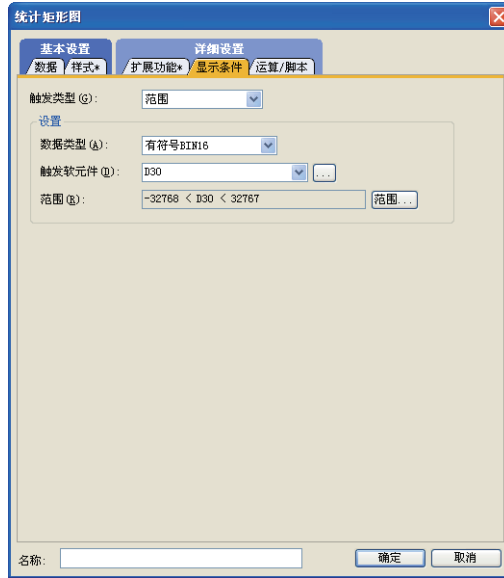 统计矩形图
基本设置 详细设置
数据 样式* 扩展功能* 显示条件 运算/脚本
触发类型(G): 范围
设置
数据类型(A): 有符号BIN16
触发软元件(D): D30 ...
范围(R): -32768 < D30 < 32767 范围...
名称: 确定 取消